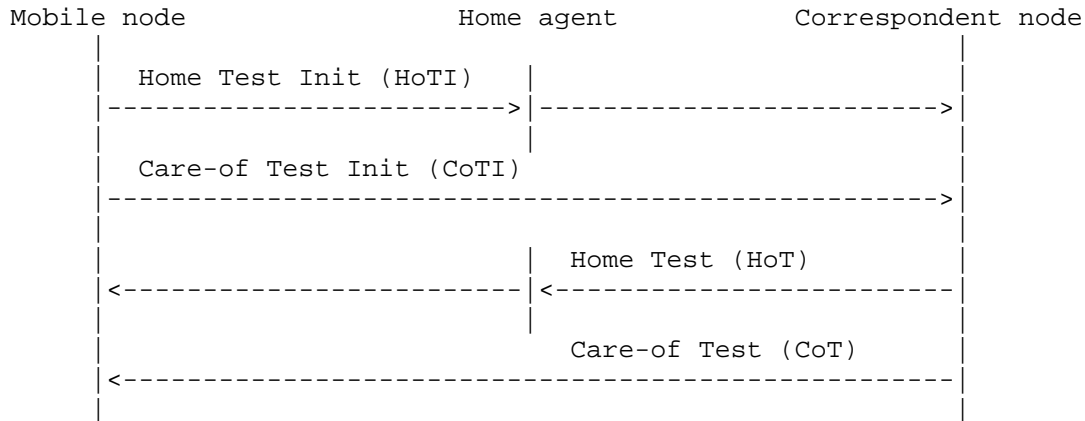 Mobile node Home agent Correspondent node
Home Test Init (HoTI)
Care-of Test Init (CoTI)
Home Test (HoT)
Care-of Test (CoT)